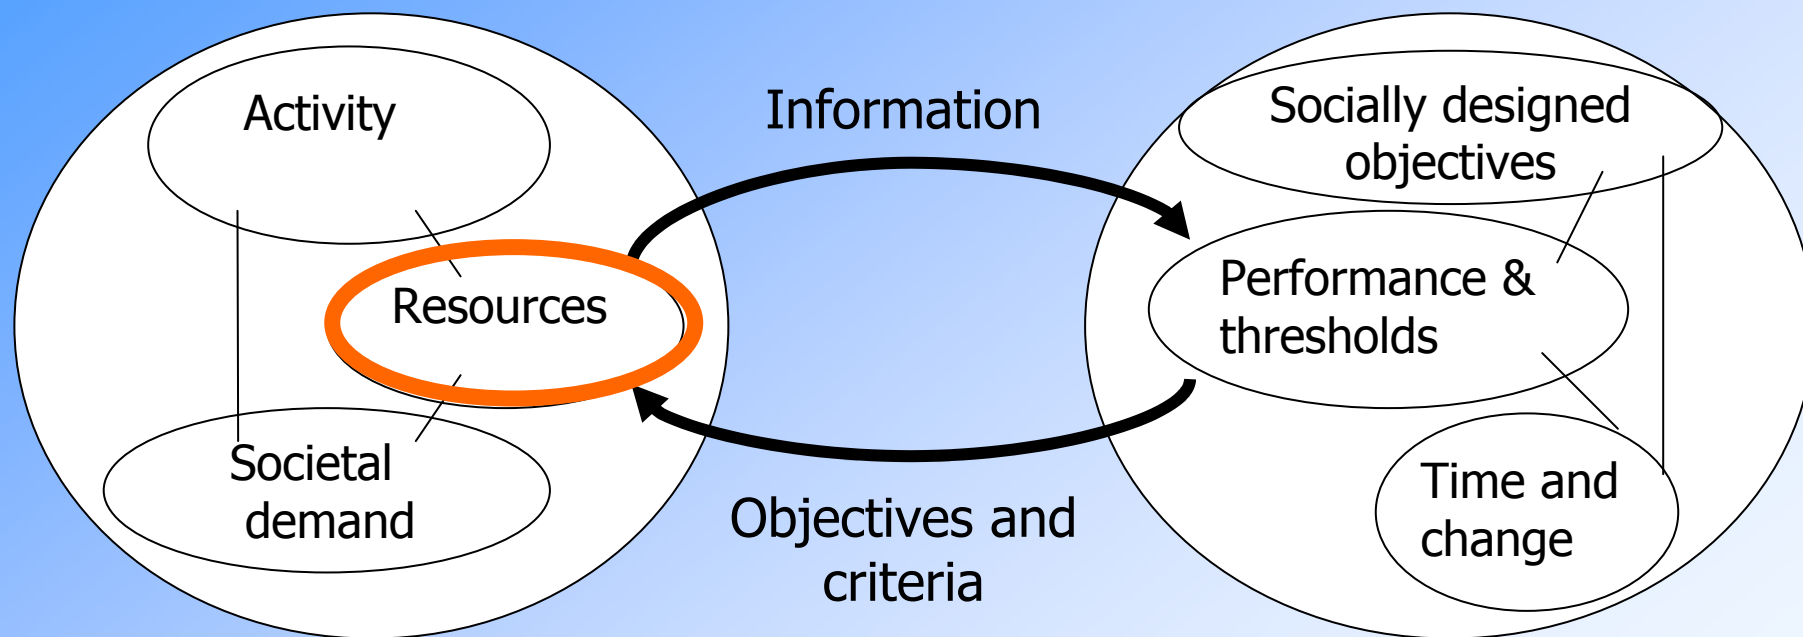 Activity
Resources
Societal
demand
Information
Objectives and
criteria
Socially designed
objectives
Performance &
thresholds
Time and
change